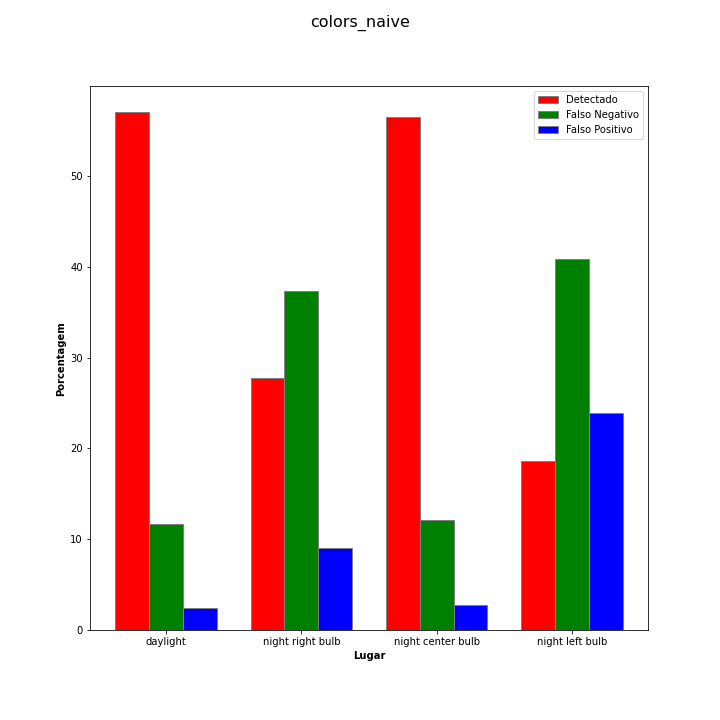 colors_naive
Detectado
Falso Negativo
Falso Positivo
50
40
30
20
10
0
Porcentagem
daylight night right bulb night center bulb night left bulb
Lugar